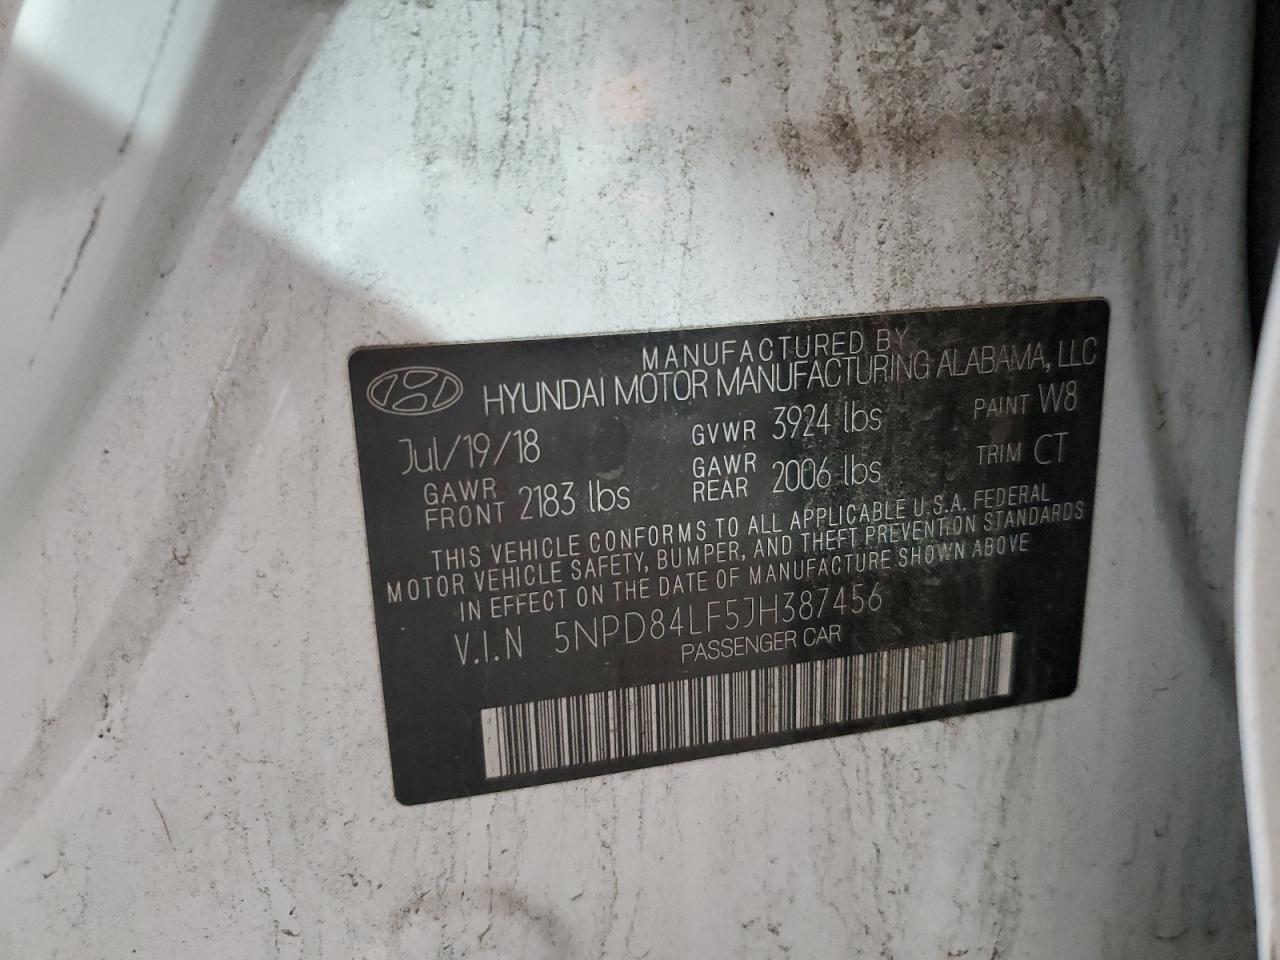 MANUFACTURED BY
HYUNDAI MOTOR MANUFACTURING ALABAMA, LLC
Jul/19/18 GVWR 3924 lbs PAINT W8
GAWR FRONT 2183 lbs GAWR REAR 2006 lbs TRIM CT
THIS VEHICLE CONFORMS TO ALL APPLICABLE U.S.A. FEDERAL
MOTOR VEHICLE SAFETY, BUMPER, AND THEFT PREVENTION STANDARDS
IN EFFECT ON THE DATE OF MANUFACTURE SHOWN ABOVE
V.I.N 5NPD84LF5JH387456
PASSENGER CAR